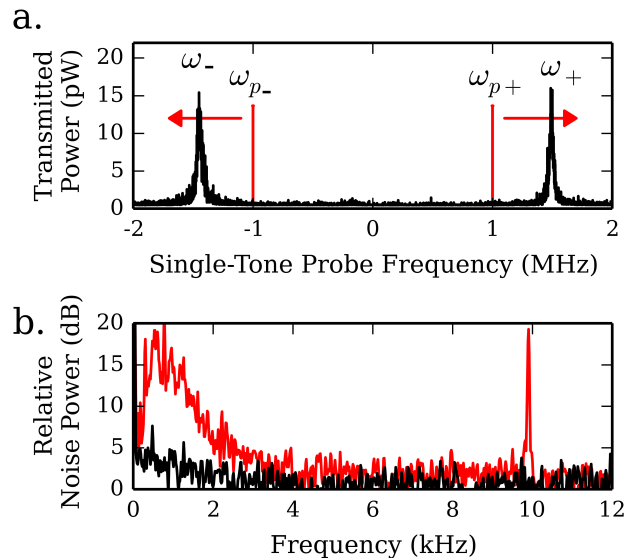 a.
Transmitted
Power (pW)
20
15
10
5
0
ω₋ ωₚ₋ ωₚ₊ ω₊
-2 -1 0 1 2
Single-Tone Probe Frequency (MHz)
b.
Relative
Noise Power (dB)
20
15
10
5
0
0 2 4 6 8 10 12
Frequency (kHz)